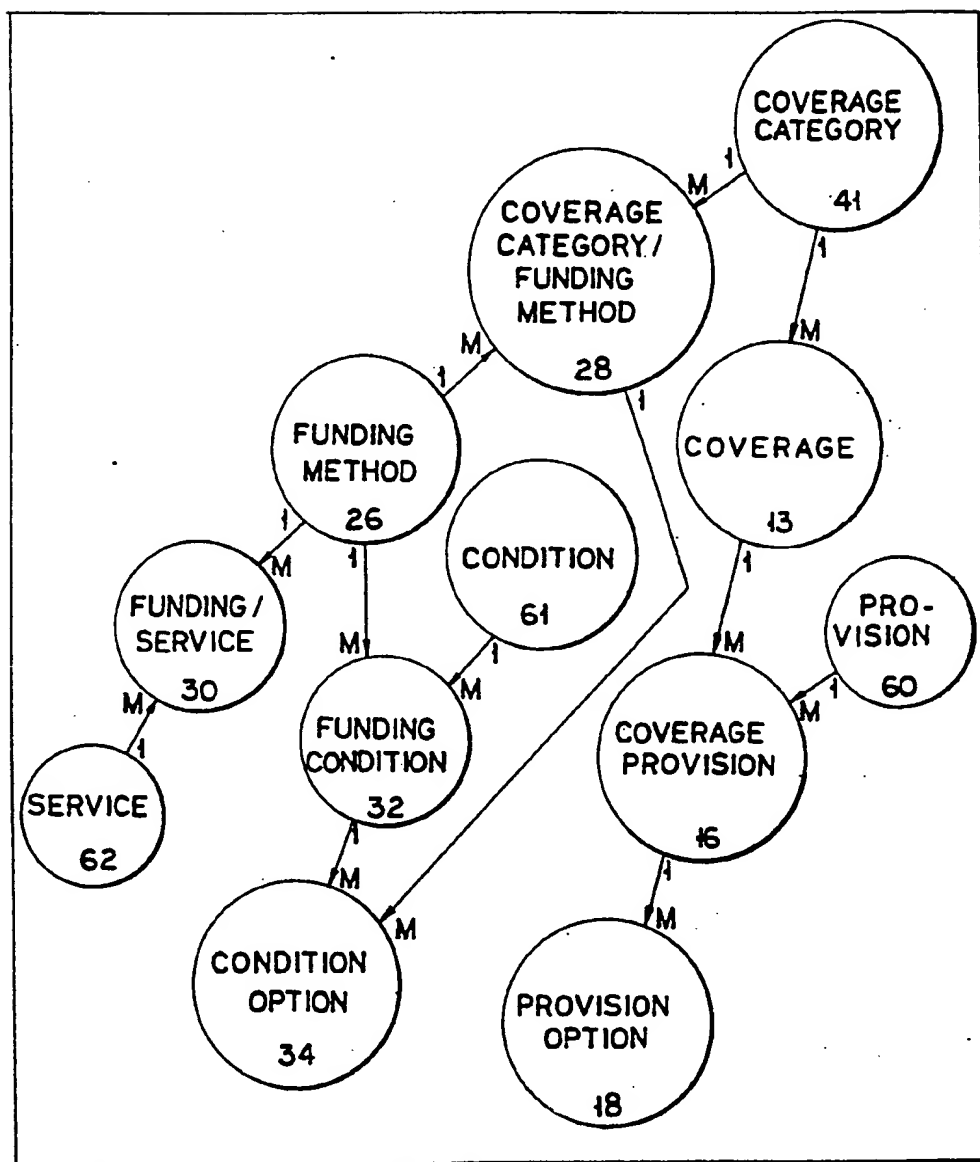 COVERAGE
CATEGORY
41
1
M
1
M
COVERAGE
CATEGORY/
FUNDING
METHOD
28
1
M
1
FUNDING
METHOD
26
1
M
1
M
COVERAGE
13
1
M
CONDITION
61
1
M
PRO-
VISION
60
1
M
FUNDING/
SERVICE
30
M
1
SERVICE
62
FUNDING
CONDITION
32
1
M
M
COVERAGE
PROVISION
16
1
M
CONDITION
OPTION
34
PROVISION
OPTION
18